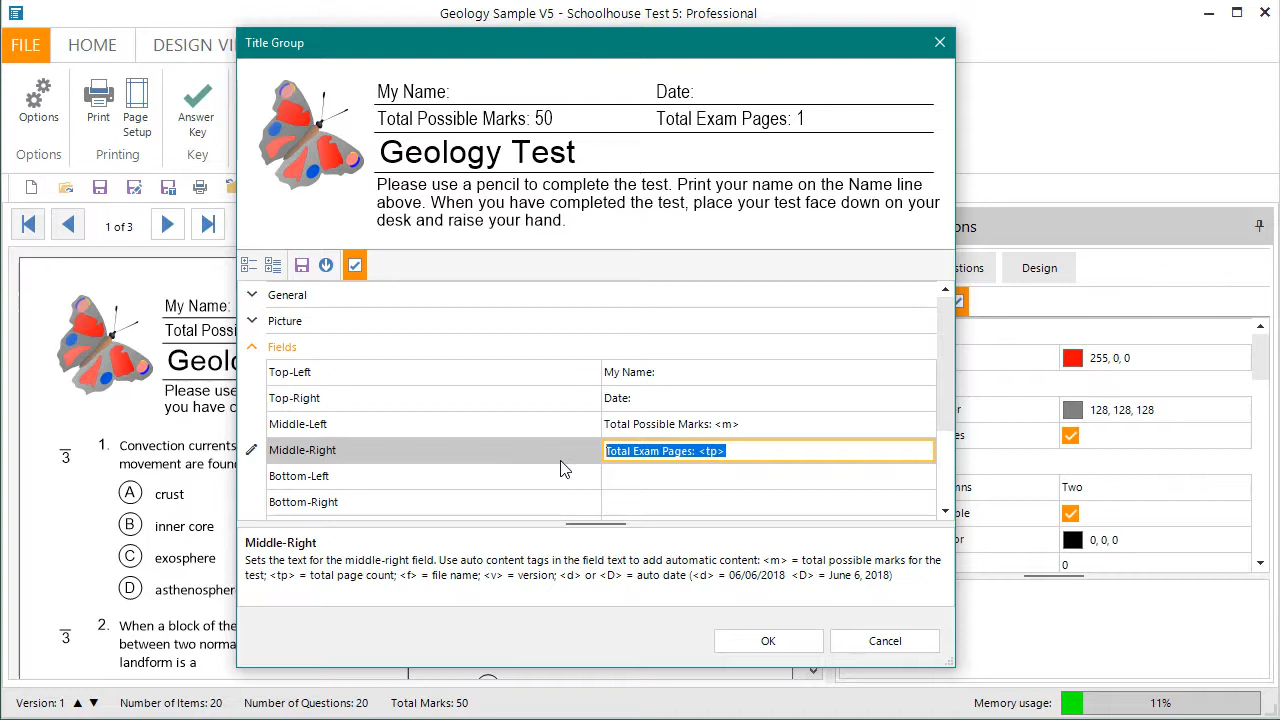 Geology Sample V5 - Schoolhouse Test 5: Professional
FILE HOME DESIGN VI
Options
Print
Page Setup
Answer Key
Options Printing Key
1 of 3
Title Group
My Name: Date:
Total Possible Marks: 50 Total Exam Pages: 1
Geology Test
Please use a pencil to complete the test. Print your name on the Name line
above. When you have completed the test, place your test face down on your
desk and raise your hand.
General
Picture
Fields
Top-Left My Name:
Top-Right Date:
Middle-Left Total Possible Marks: <m>
Middle-Right Total Exam Pages: <tp>
Bottom-Left
Bottom-Right
Middle-Right
Sets the text for the middle-right field. Use auto content tags in the field text to add automatic content: <m> = total possible marks for the
test; <tp> = total page count; <f> = file name; <v> = version; <d> or <D> = auto date (<d> = 06/06/2018 <D> = June 6, 2018)
OK Cancel
My Name:
Total Possi
Geolo
Please use
you have c
3 1. Convection currents
movement are foun
A crust
B inner core
C exosphere
D asthenospher
3 2. When a block of the
between two norma
landform is a
ons
stions Design
255, 0, 0
r 128, 128, 128
es
mns Two
ble
or 0, 0, 0
0
Version: 1 Number of Items: 20 Number of Questions: 20 Total Marks: 50 Memory usage: 11%